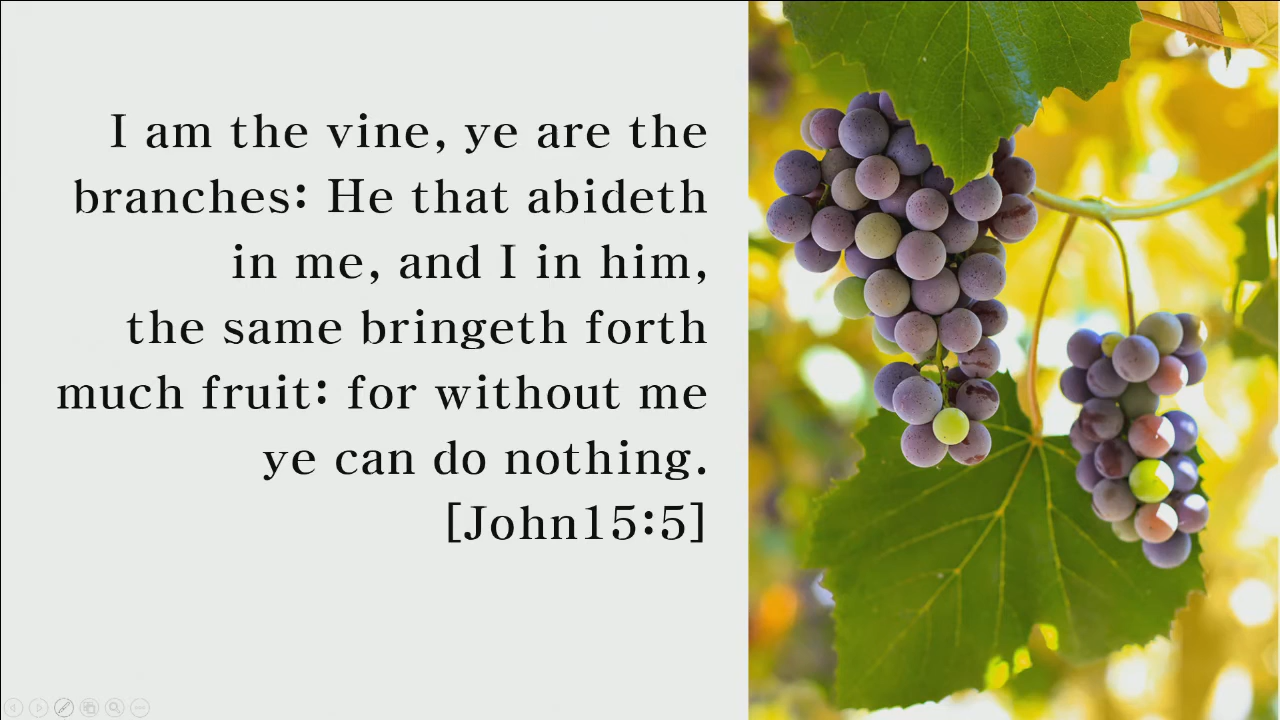 I am the vine, ye are the
branches: He that abideth
in me, and I in him,
the same bringeth forth
much fruit: for without me
ye can do nothing.
[John15:5]